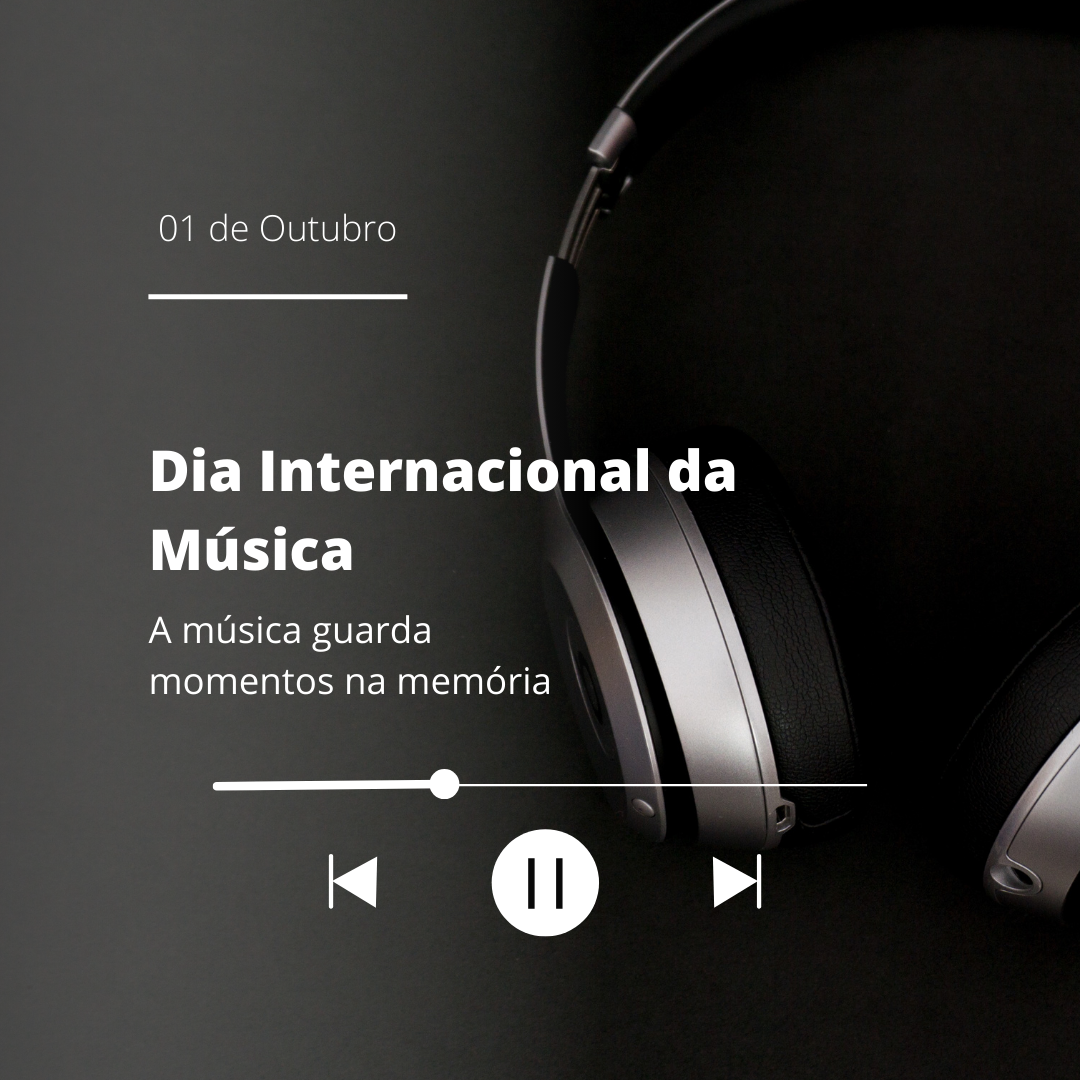 01 de Outubro
Dia Internacional da
Música
A música guarda
momentos na memória